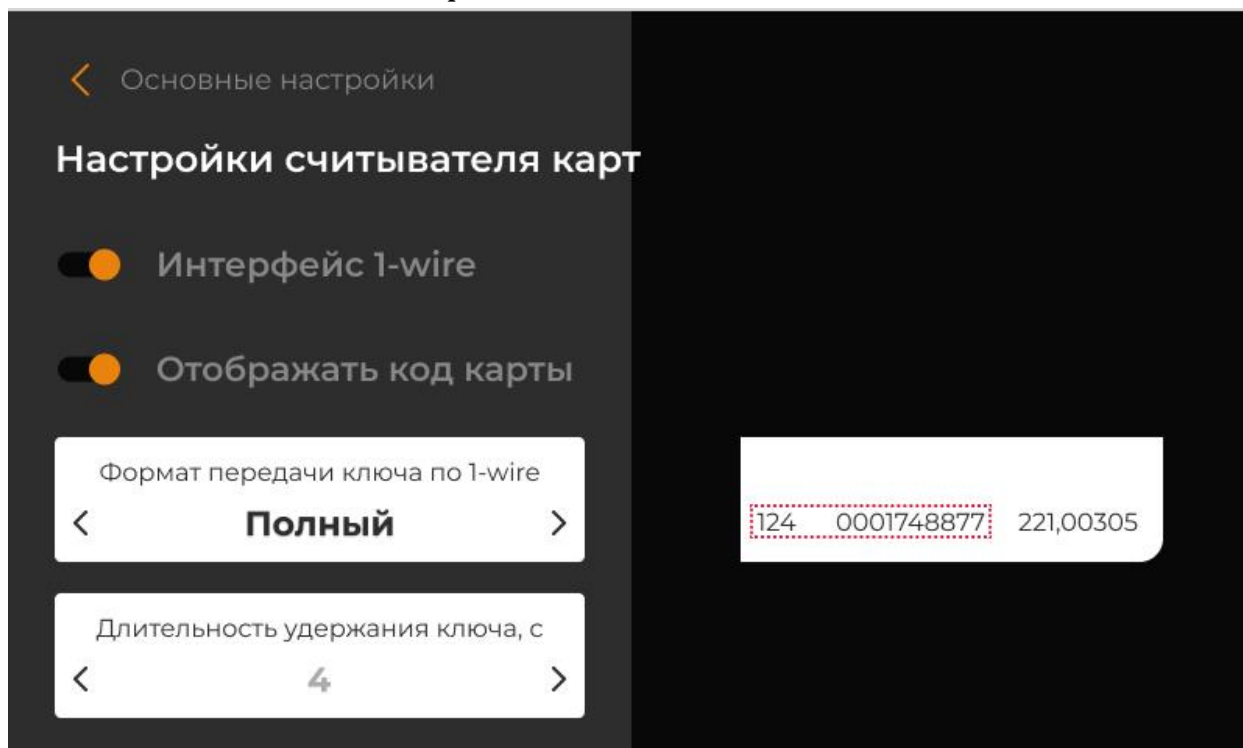 Основные настройки
Настройки считывателя карт
Интерфейс 1-wire
Отображать код карты
Формат передачи ключа по 1-wire
Полный
124 0001748877 221,00305
Длительность удержания ключа, с
4